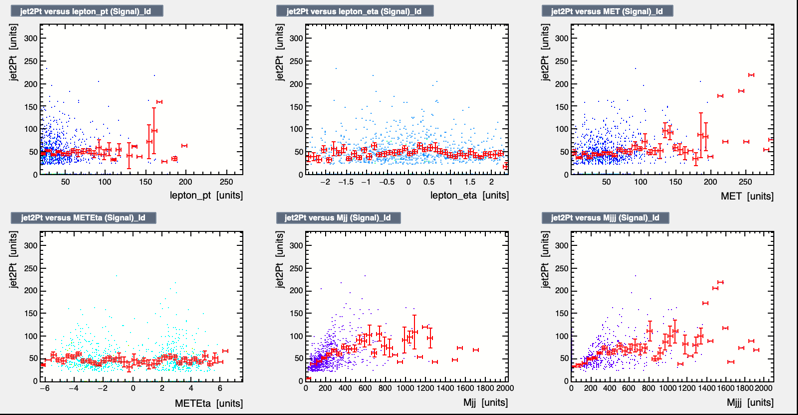 jet2Pt versus lepton_pt (Signal)_Id
jet2Pt versus lepton_eta (Signal)_Id
jet2Pt versus MET (Signal)_Id
jet2Pt [units]
300
250
200
150
100
50
0
50 100 150 200 250
lepton_pt [units]
jet2Pt [units]
300
250
200
150
100
50
0
−2 −1.5 −1 −0.5 0 0.5 1 1.5 2
lepton_eta [units]
jet2Pt [units]
300
250
200
150
100
50
0
50 100 150 200 250
MET [units]
jet2Pt versus METEta (Signal)_Id
jet2Pt versus Mjj (Signal)_Id
jet2Pt versus Mjjj (Signal)_Id
jet2Pt [units]
300
250
200
150
100
50
0
−6 −4 −2 0 2 4 6
METEta [units]
jet2Pt [units]
300
250
200
150
100
50
0
0 200 400 600 800 1000 1200 1400 1600 1800 2000
Mjj [units]
jet2Pt [units]
300
250
200
150
100
50
0
0 200 400 600 800 1000 1200 1400 1600 1800 2000
Mjjj [units]